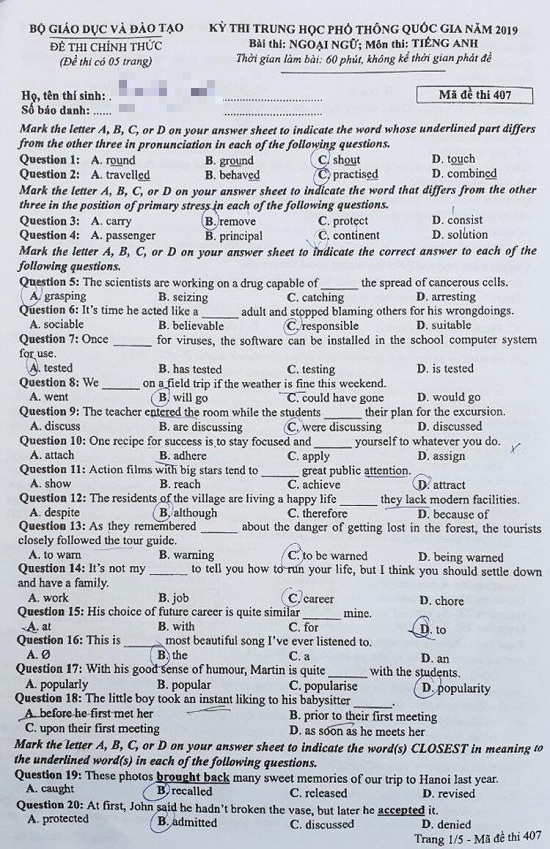 BỘ GIÁO DỤC VÀ ĐÀO TẠO
ĐỀ THI CHÍNH THỨC
(Đề thi có 05 trang)
KỲ THI TRUNG HỌC PHỔ THÔNG QUỐC GIA NĂM 2019
Bài thi: NGOẠI NGỮ; Môn thi: TIẾNG ANH
Thời gian làm bài: 60 phút, không kể thời gian phát đề
Họ, tên thí sinh: .
Số báo danh: .....
Mã đề thi 407
Mark the letter A, B, C, or D on your answer sheet to indicate the word whose underlined part differs
from the other three in pronunciation in each of the following questions.
Question 1: A. round B. ground C. shout D. touch
Question 2: A. travelled B. behaved C. practised D. combined
Mark the letter A, B, C, or D on your answer sheet to indicate the word that differs from the other
three in the position of primary stress in each of the following questions.
Question 3: A. carry B. remove C. protect D. consist
Question 4: A. passenger B. principal C. continent D. solution
Mark the letter A, B, C, or D on your answer sheet to indicate the correct answer to each of the
following questions.
Question 5: The scientists are working on a drug capable of ______ the spread of cancerous cells.
A. grasping B. seizing C. catching D. arresting
Question 6: It's time he acted like a ______ adult and stopped blaming others for his wrongdoings.
A. sociable B. believable C. responsible D. suitable
Question 7: Once ______ for viruses, the software can be installed in the school computer system
for use.
A. tested B. has tested C. testing D. is tested
Question 8: We ______ on a field trip if the weather is fine this weekend.
A. went B. will go C. could have gone D. would go
Question 9: The teacher entered the room while the students ______ their plan for the excursion.
A. discuss B. are discussing C. were discussing D. discussed
Question 10: One recipe for success is to stay focused and ______ yourself to whatever you do.
A. attach B. adhere C. apply D. assign
Question 11: Action films with big stars tend to ______ great public attention.
A. show B. reach C. achieve D. attract
Question 12: The residents of the village are living a happy life ______ they lack modern facilities.
A. despite B. although C. therefore D. because of
Question 13: As they remembered ______ about the danger of getting lost in the forest, the tourists
closely followed the tour guide.
A. to warn B. warning C. to be warned D. being warned
Question 14: It's not my ______ to tell you how to run your life, but I think you should settle down
and have a family.
A. work B. job C. career D. chore
Question 15: His choice of future career is quite similar ______ mine.
A. at B. with C. for D. to
Question 16: This is ______ most beautiful song I've ever listened to.
A. Ø B. the C. a D. an
Question 17: With his good sense of humour, Martin is quite ______ with the students.
A. popularly B. popular C. popularise D. popularity
Question 18: The little boy took an instant liking to his babysitter ______.
A. before he first met her B. prior to their first meeting
C. upon their first meeting D. as soon as he meets her
Mark the letter A, B, C, or D on your answer sheet to indicate the word(s) CLOSEST in meaning to
the underlined word(s) in each of the following questions.
Question 19: These photos brought back many sweet memories of our trip to Hanoi last year.
A. caught B. recalled C. released D. revised
Question 20: At first, John said he hadn't broken the vase, but later he accepted it.
A. protected B. admitted C. discussed D. denied
Trang 1/5 - Mã đề thi 407